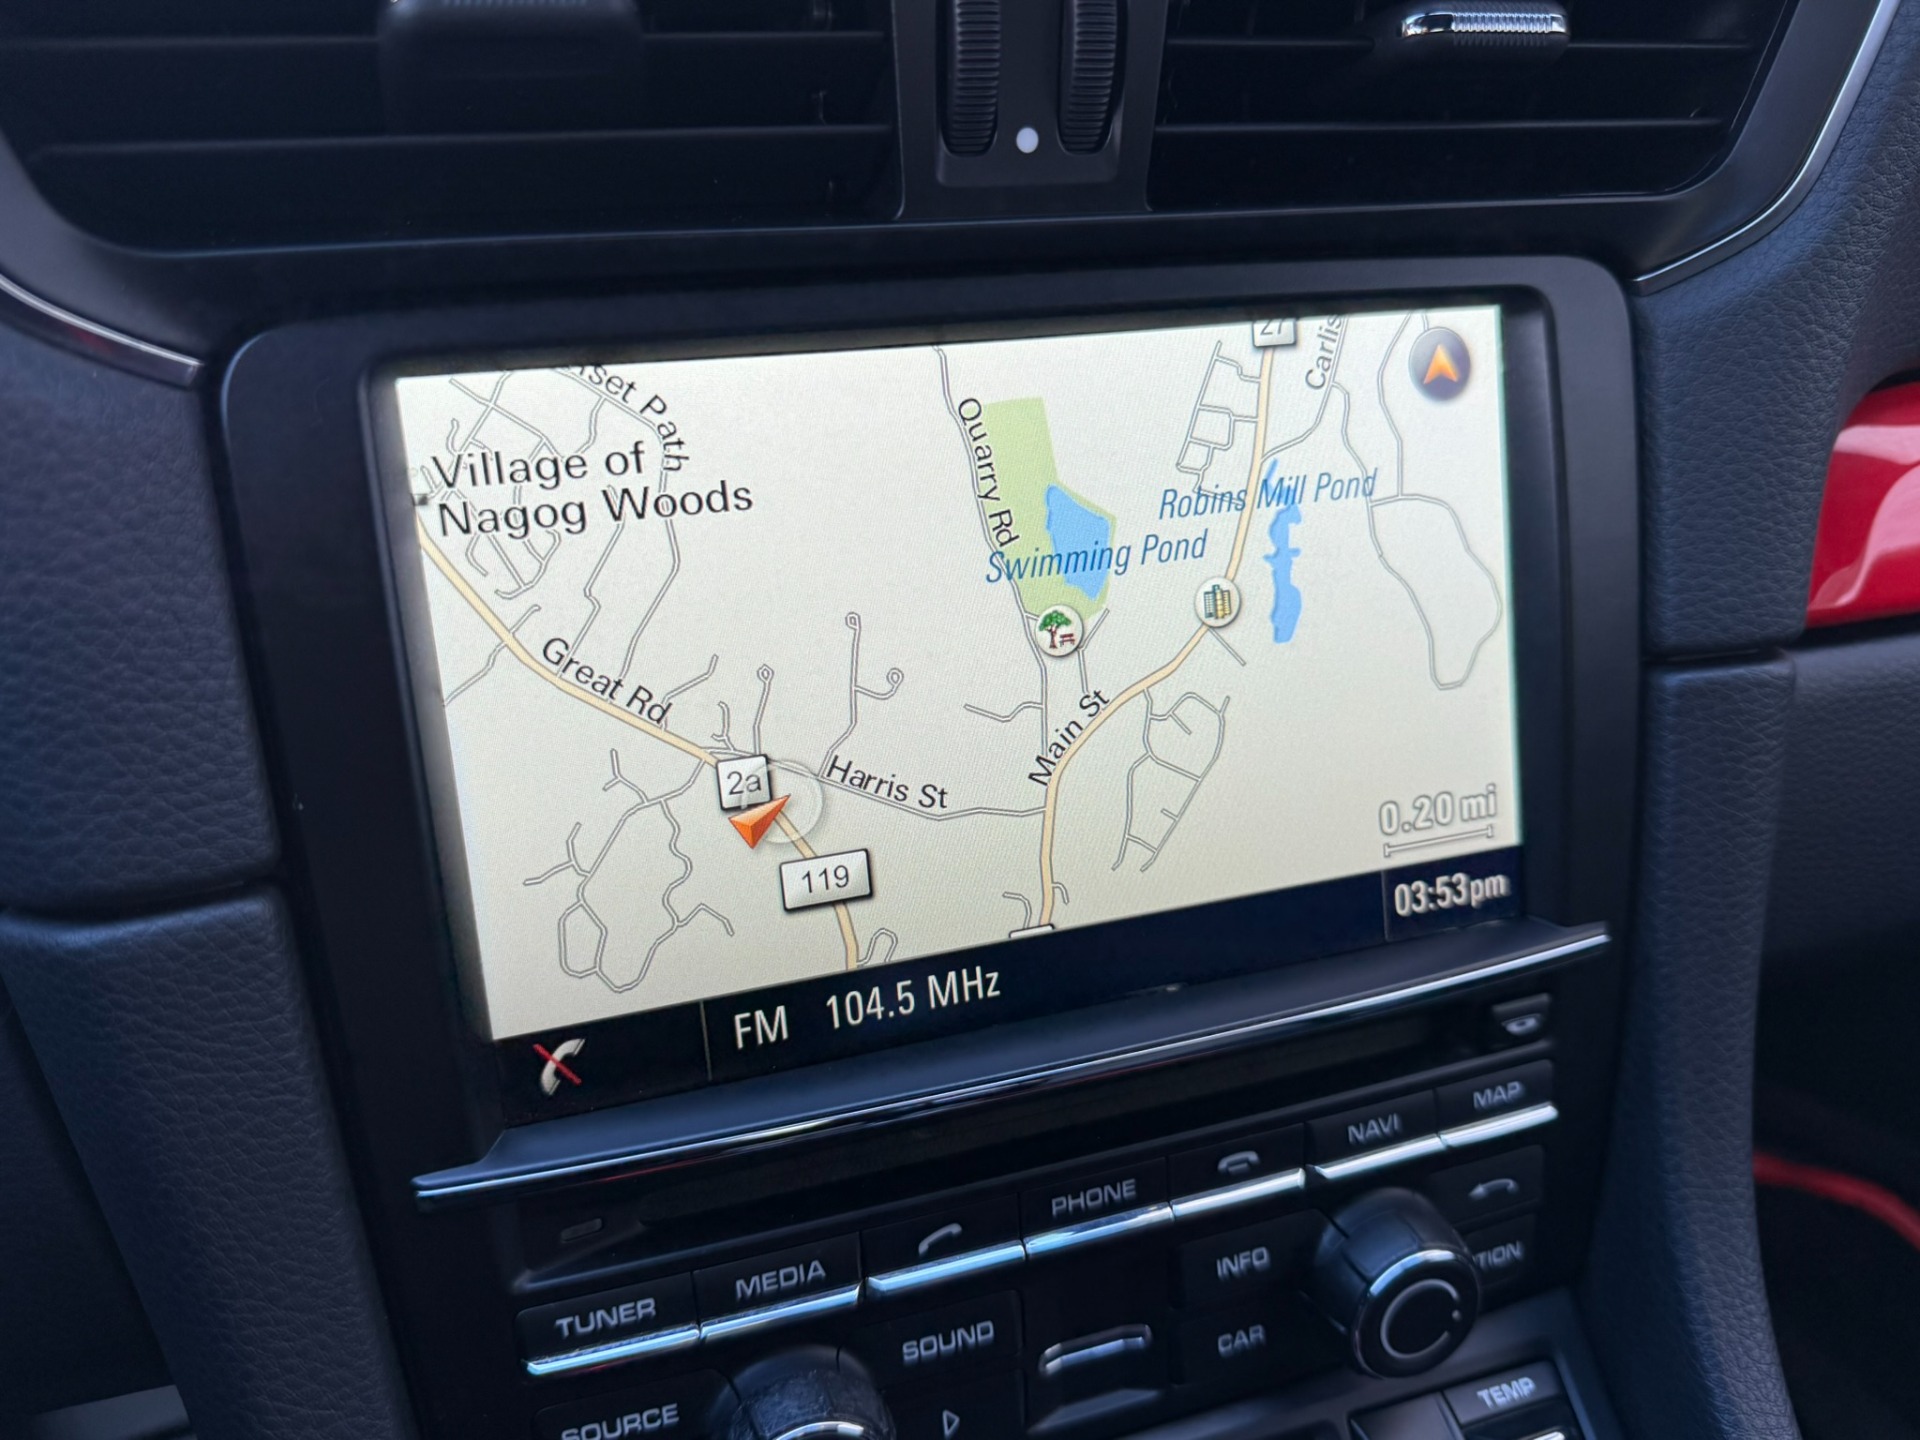 27
Carlis
nset Path
Village of
Nagog Woods
Quarry Rd
Robins Mill Pond
Swimming Pond
Great Rd
Main St
2a
Harris St
0.20 mi
119
03:53pm
FM 104.5 MHz
MAP
NAVI
PHONE
MEDIA
TUNER
INFO
TION
SOUND
CAR
TEMP
SOURCE